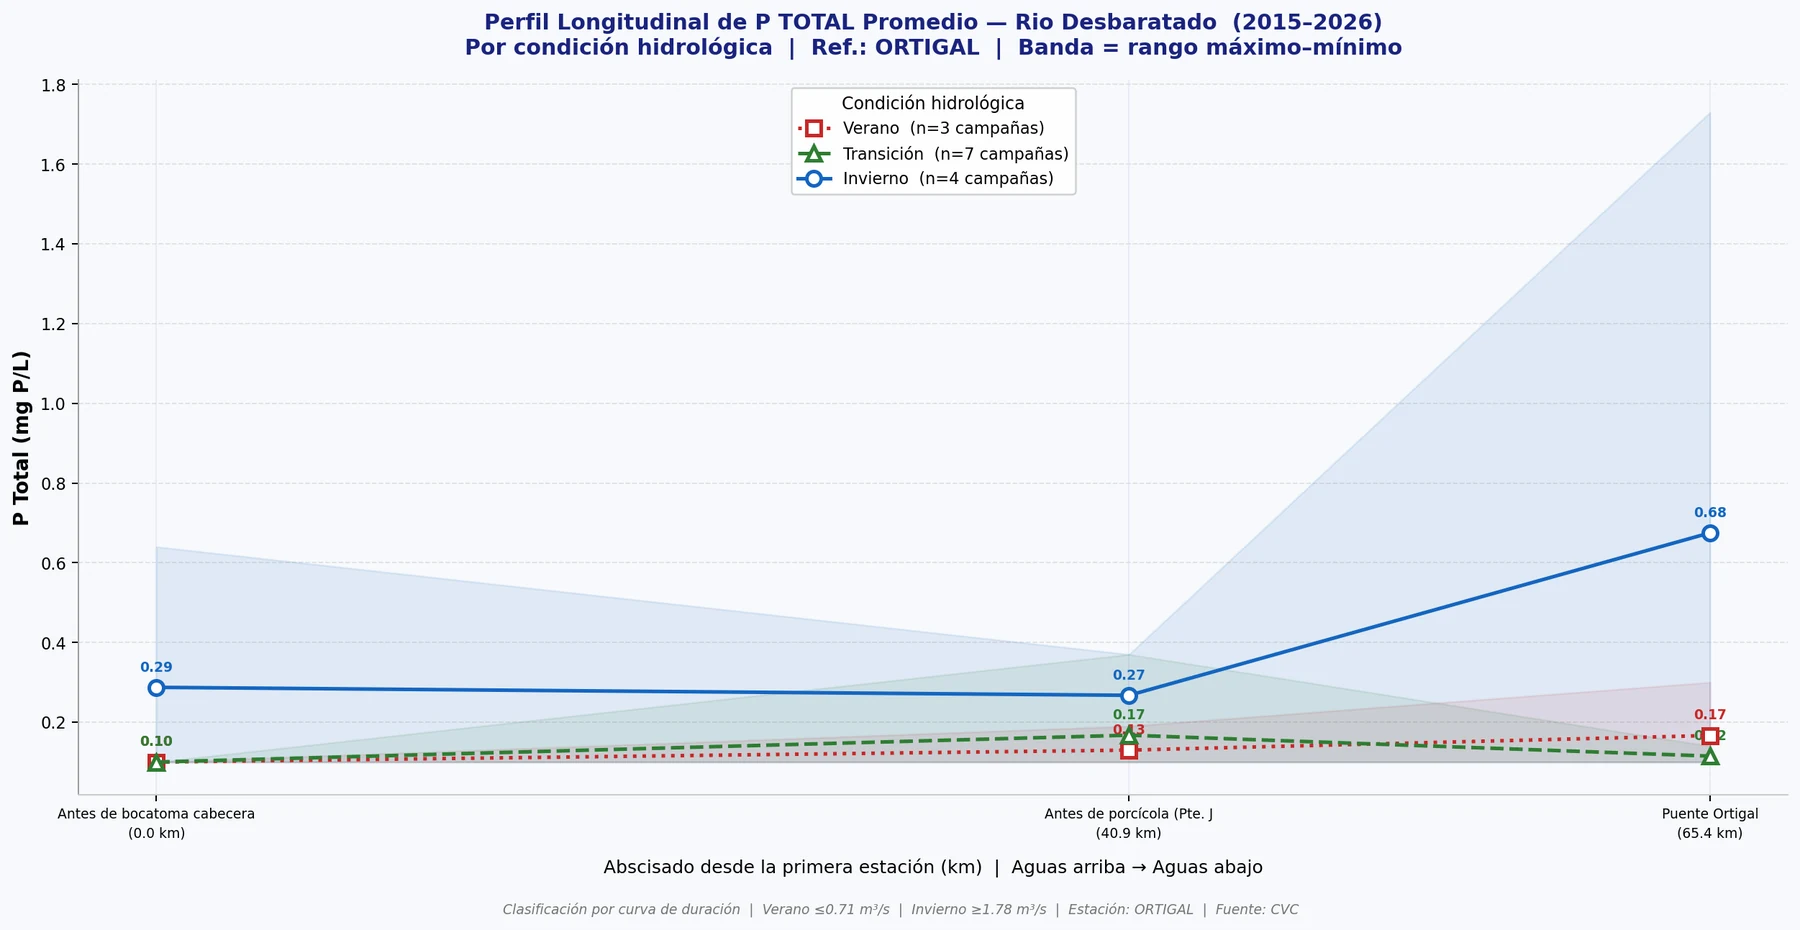 Perfil Longitudinal de P TOTAL Promedio — Rio Desbaratado (2015–2026)
Por condición hidrológica | Ref.: ORTIGAL | Banda = rango máximo–mínimo
Condición hidrológica
Verano (n=3 campañas)
Transición (n=7 campañas)
Invierno (n=4 campañas)
P Total (mg P/L)
1.8
1.6
1.4
1.2
1.0
0.8
0.6
0.4
0.2
0.29
0.27
0.68
0.10
0.17
0.17
Antes de bocatoma cabecera
(0.0 km)
Antes de porcícola (Pte. J
(40.9 km)
Puente Ortigal
(65.4 km)
Abscisado desde la primera estación (km) | Aguas arriba → Aguas abajo
Clasificación por curva de duración | Verano ≤0.71 m³/s | Invierno ≥1.78 m³/s | Estación: ORTIGAL | Fuente: CVC